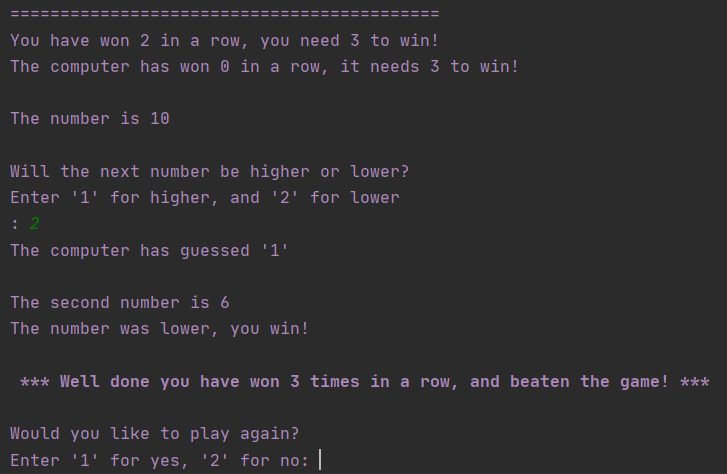 ===========================================
You have won 2 in a row, you need 3 to win!
The computer has won 0 in a row, it needs 3 to win!
The number is 10
Will the next number be higher or lower?
Enter '1' for higher, and '2' for lower
: 2
The computer has guessed '1'
The second number is 6
The number was lower, you win!
*** Well done you have won 3 times in a row, and beaten the game! ***
Would you like to play again?
Enter '1' for yes, '2' for no: